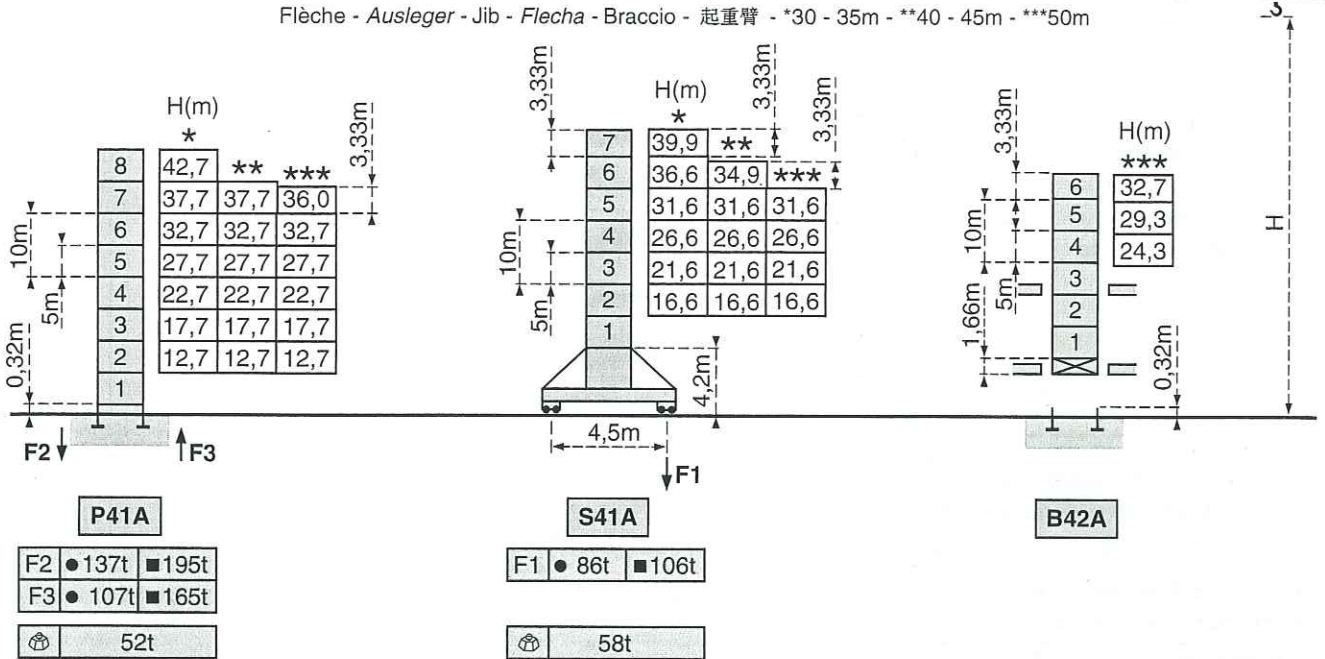 Flèche - Ausleger - Jib - Flecha - Braccio - 起重臂 - *30 - 35m - **40 - 45m - ***50m
3
H
H(m)
*
8 42,7 ** ***
7 37,7 37,7 36,0
6 32,7 32,7 32,7
5 27,7 27,7 27,7
4 22,7 22,7 22,7
3 17,7 17,7 17,7
2 12,7 12,7 12,7
1
3,33m
10m
5m
0,32m
F2
F3
P41A
F2 ●137t ■195t
F3 ●107t ■165t
52t
3,33m
H(m)
*
3,33m
3,33m
7 39,9 **
6 36,6 34,9 ***
5 31,6 31,6 31,6
4 26,6 26,6 26,6
3 21,6 21,6 21,6
2 16,6 16,6 16,6
1
10m
5m
4,2m
4,5m
F1
S41A
F1 ● 86t ■106t
58t
3,33m
H(m)
***
6 32,7
5 29,3
4 24,3
3
2
1
10m
5m
1,66m
0,32m
B42A